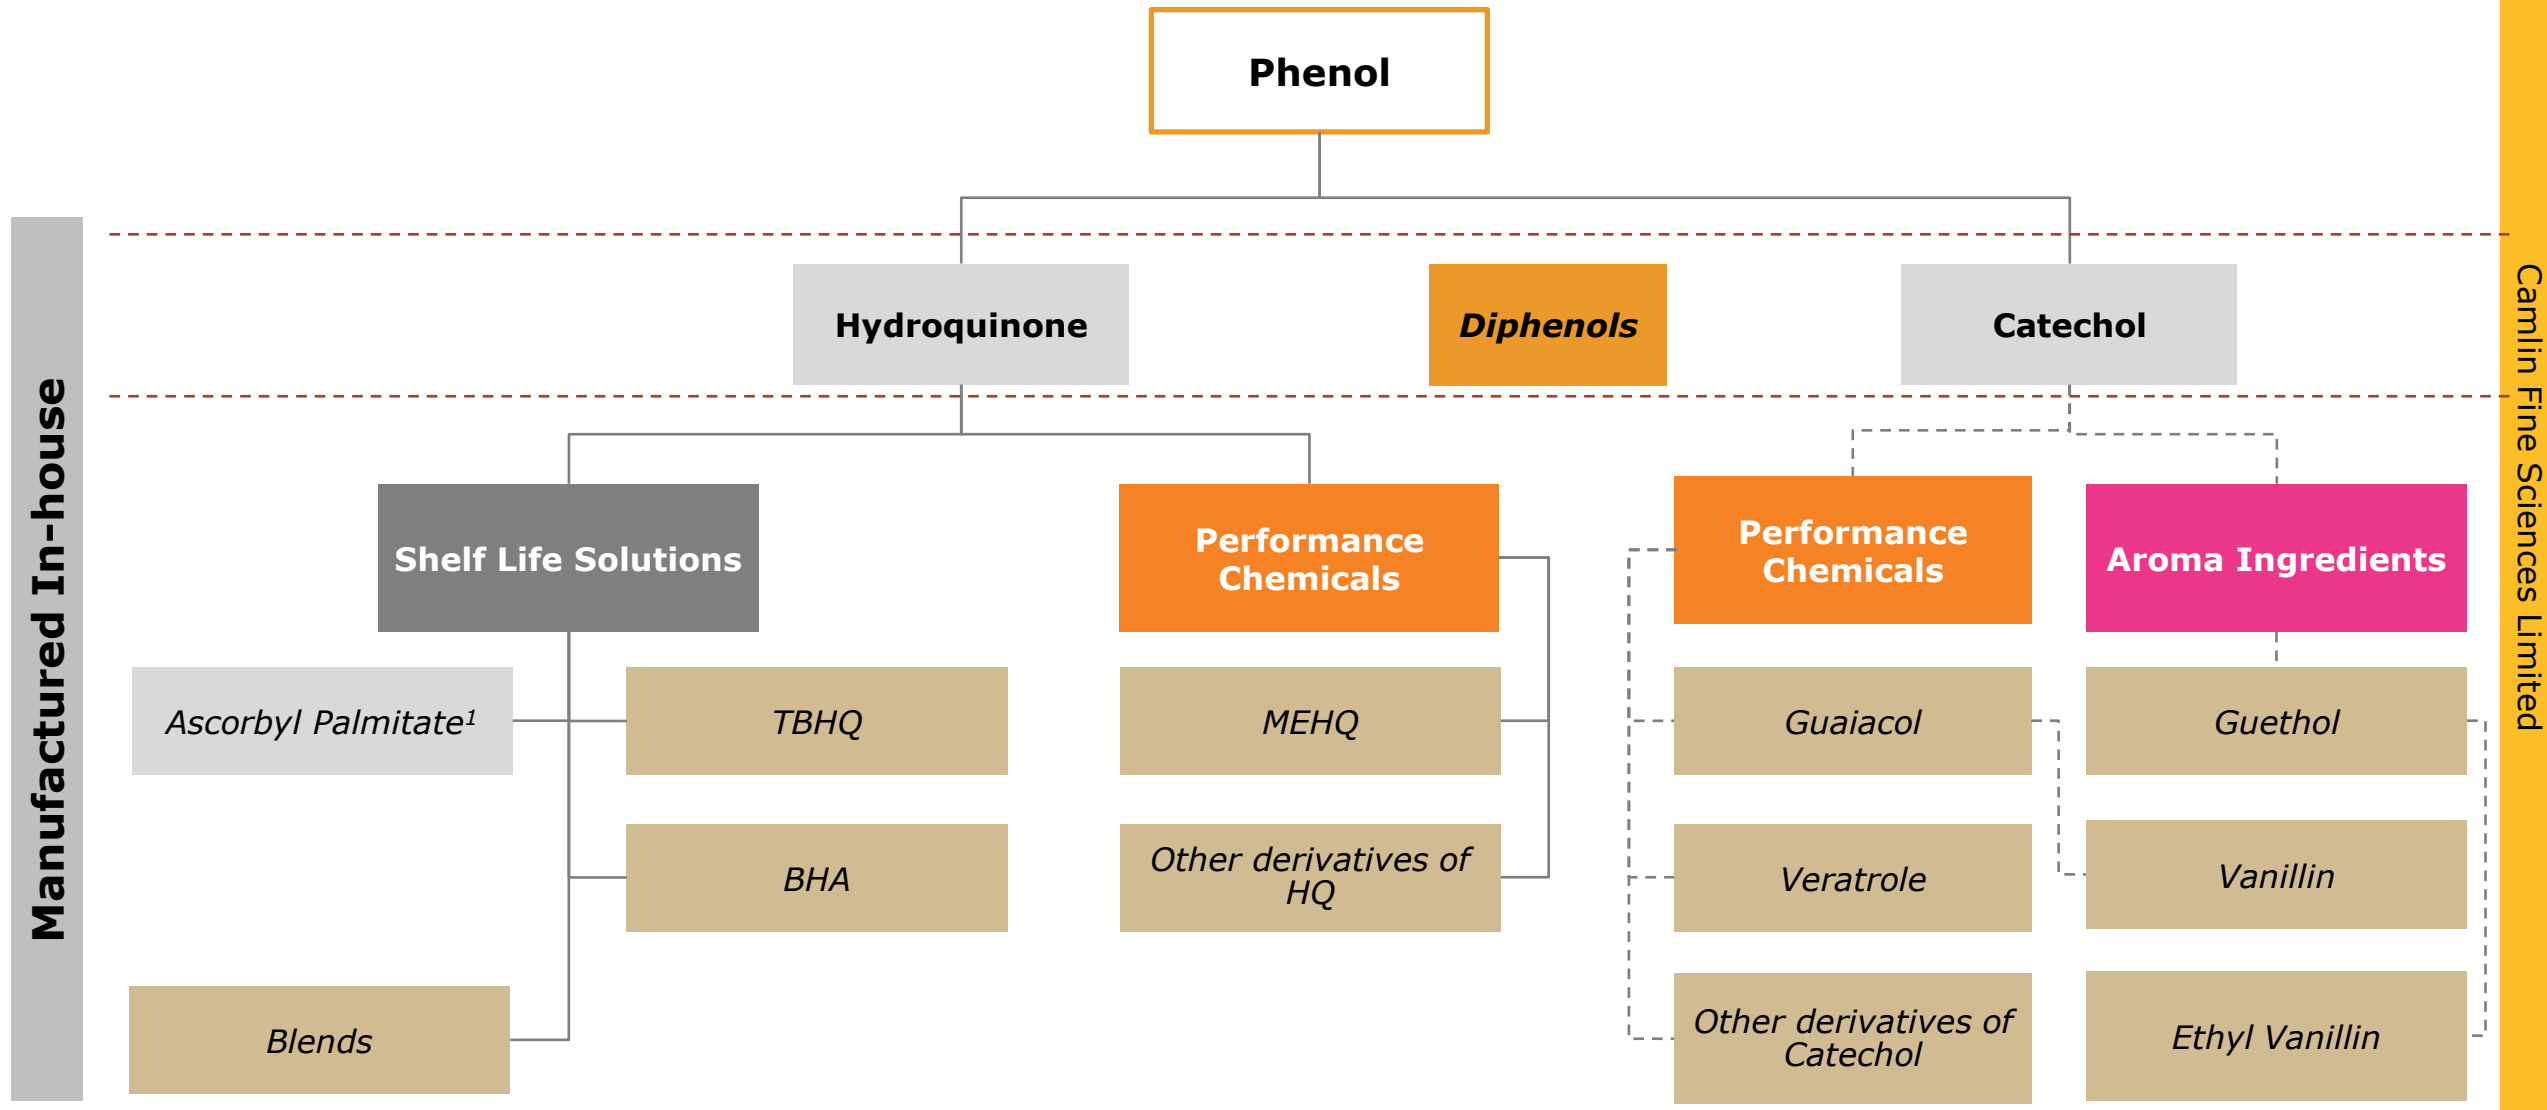 Phenol
Hydroquinone
Diphenols
Catechol
Manufactured In-house
Camlin Fine Sciences Limited
Shelf Life Solutions
Performance
Chemicals
Performance
Chemicals
Aroma Ingredients
Ascorbyl Palmitate¹
TBHQ
MEHQ
Guaiacol
Guethol
BHA
Other derivatives of
HQ
Veratrole
Vanillin
Blends
Other derivatives of
Catechol
Ethyl Vanillin